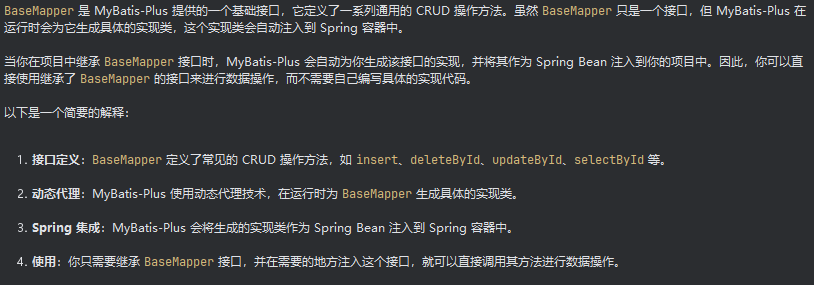 BaseMapper 是 MyBatis-Plus 提供的一个基础接口，它定义了一系列通用的 CRUD 操作方法。虽然 BaseMapper 只是一个接口，但 MyBatis-Plus 在
运行时会为它生成具体的实现类，这个实现类会自动注入到 Spring 容器中。
当你在项目中继承 BaseMapper 接口时，MyBatis-Plus 会自动为你生成该接口的实现，并将其作为 Spring Bean 注入到你的项目中。因此，你可以直
接使用继承了 BaseMapper 的接口来进行数据操作，而不需要自己编写具体的实现代码。
以下是一个简要的解释：
1. 接口定义：BaseMapper 定义了常见的 CRUD 操作方法，如 insert、deleteById、updateById、selectById 等。
2. 动态代理：MyBatis-Plus 使用动态代理技术，在运行时为 BaseMapper 生成具体的实现类。
3. Spring 集成：MyBatis-Plus 会将生成的实现类作为 Spring Bean 注入到 Spring 容器中。
4. 使用：你只需要继承 BaseMapper 接口，并在需要的地方注入这个接口，就可以直接调用其方法进行数据操作。